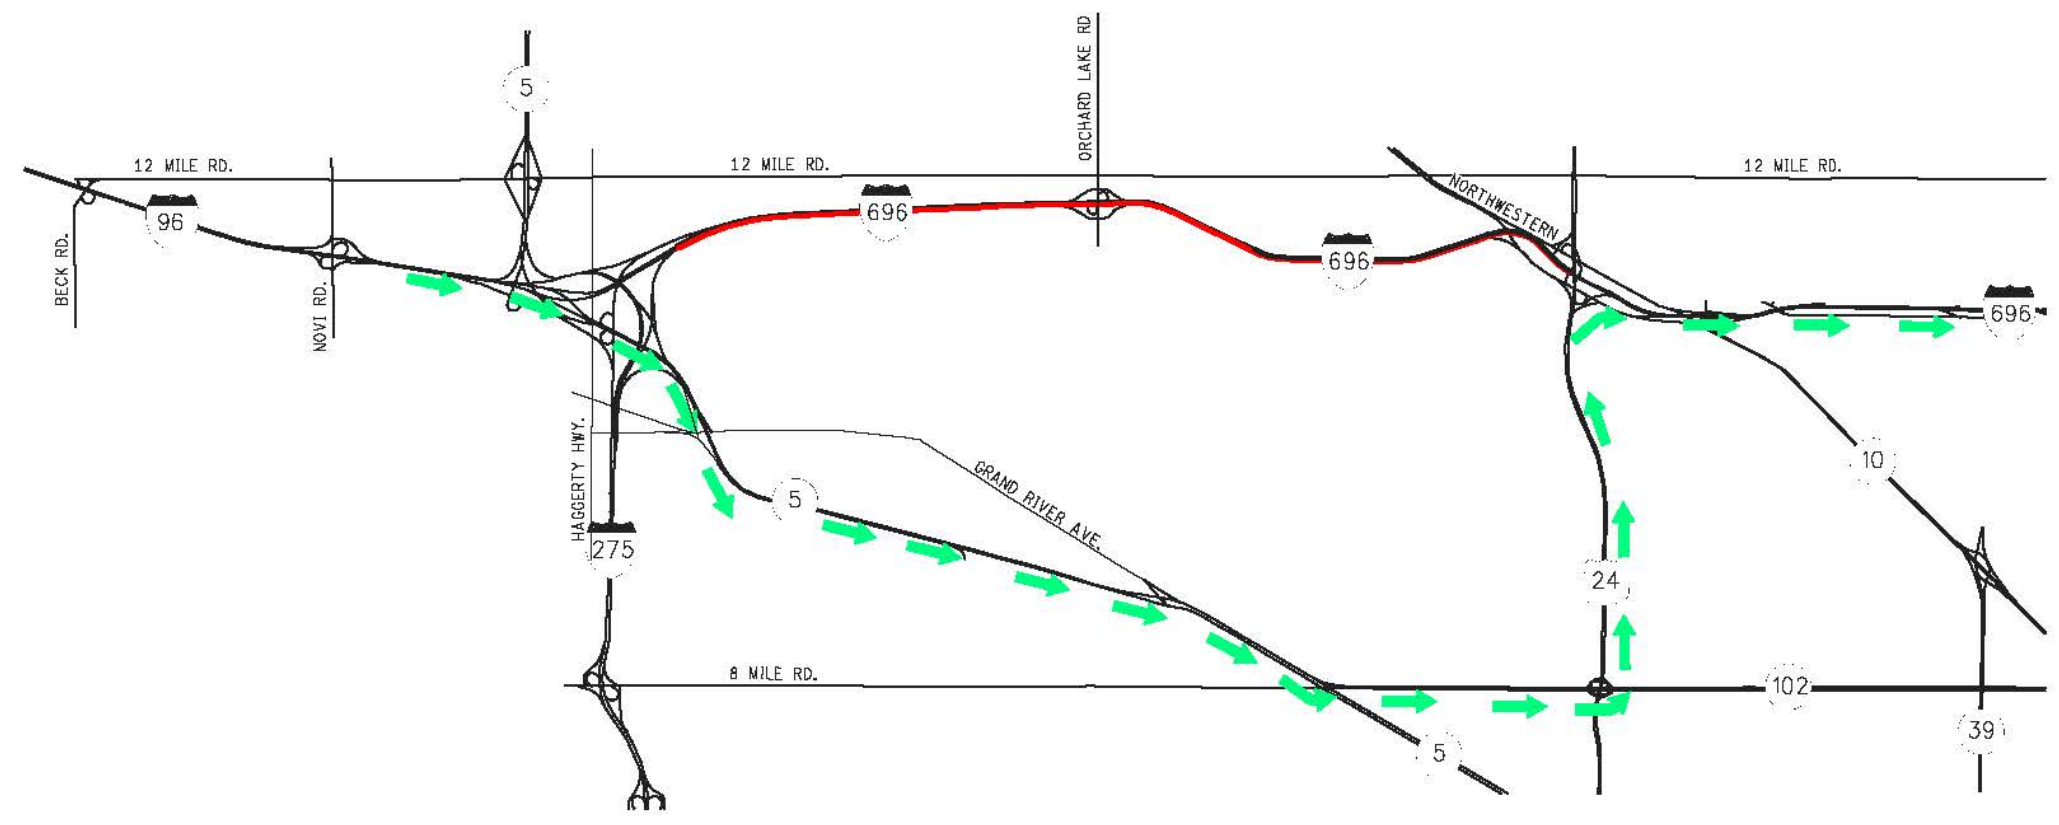 5
ORCHARD LAKE RD
12 MILE RD.
12 MILE RD.
12 MILE RD.
NORTHWESTERN
96
696
696
696
BECK RD.
NOVI RD.
HAGGERTY HWY.
275
5
GRAND RIVER AVE.
10
24
8 MILE RD.
102
39
5